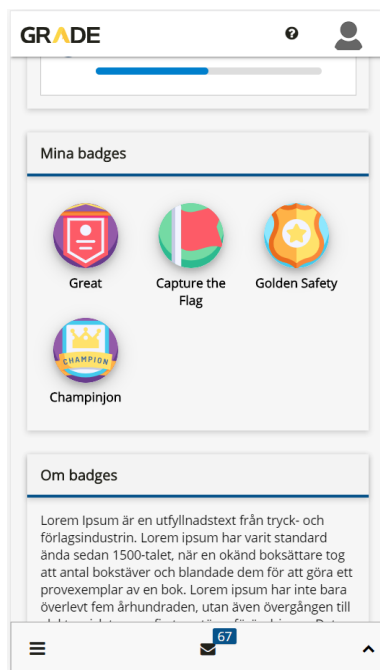 GRADE
Mina badges
Great
Capture the
Flag
Golden Safety
CHAMPION
Champinjon
Om badges
Lorem Ipsum är en utfyllnadstext från tryck- och
förlagsindustrin. Lorem ipsum har varit standard
ända sedan 1500-talet, när en okänd boksättare tog
att antal bokstäver och blandade dem för att göra ett
provexemplar av en bok. Lorem ipsum har inte bara
överlevt fem århundraden, utan även övergången till
67